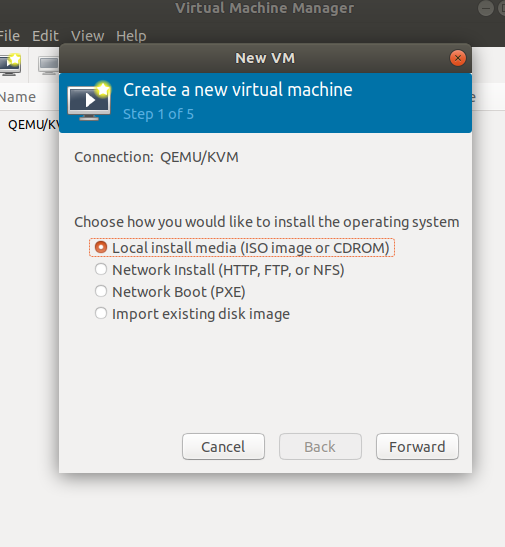 Virtual Machine Manager
File Edit View Help
New VM
Create a new virtual machine
Step 1 of 5
Name
QEMU/KV
Connection: QEMU/KVM
Choose how you would like to install the operating system
Local install media (ISO image or CDROM)
Network Install (HTTP, FTP, or NFS)
Network Boot (PXE)
Import existing disk image
Cancel Back Forward